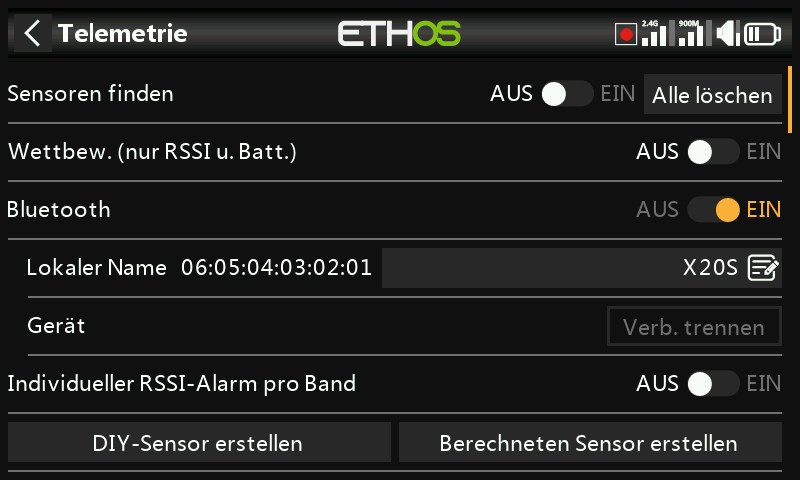 Telemetrie ETHOS 2.4G 900M
Sensoren finden AUS EIN Alle löschen
Wettbew. (nur RSSI u. Batt.) AUS EIN
Bluetooth AUS EIN
Lokaler Name 06:05:04:03:02:01 X20S
Gerät Verb. trennen
Individueller RSSI-Alarm pro Band AUS EIN
DIY-Sensor erstellen Berechneten Sensor erstellen